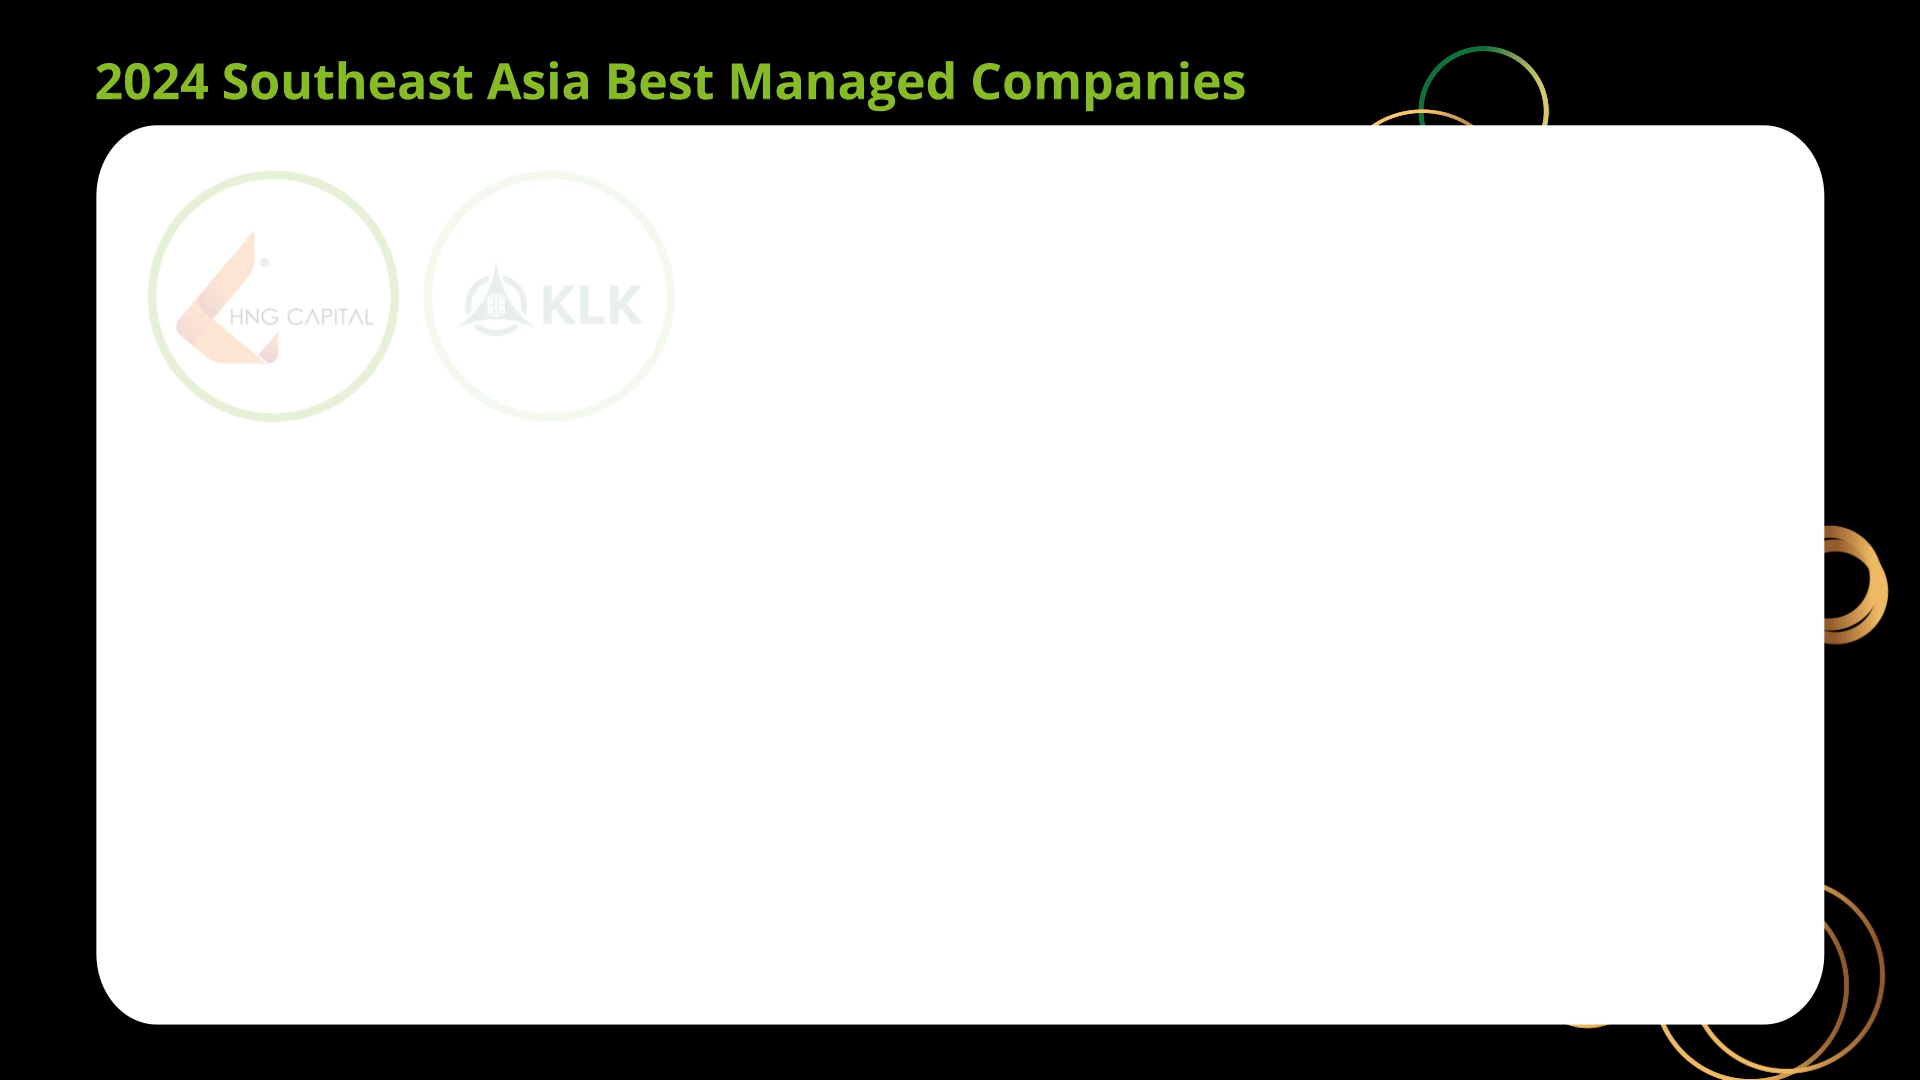 2024 Southeast Asia Best Managed Companies
®
HNG CAPITAL
KLK